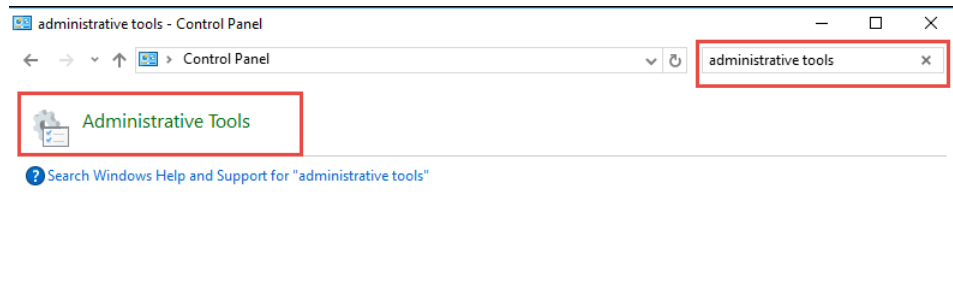 administrative tools - Control Panel
Control Panel
administrative tools
Administrative Tools
Search Windows Help and Support for "administrative tools"